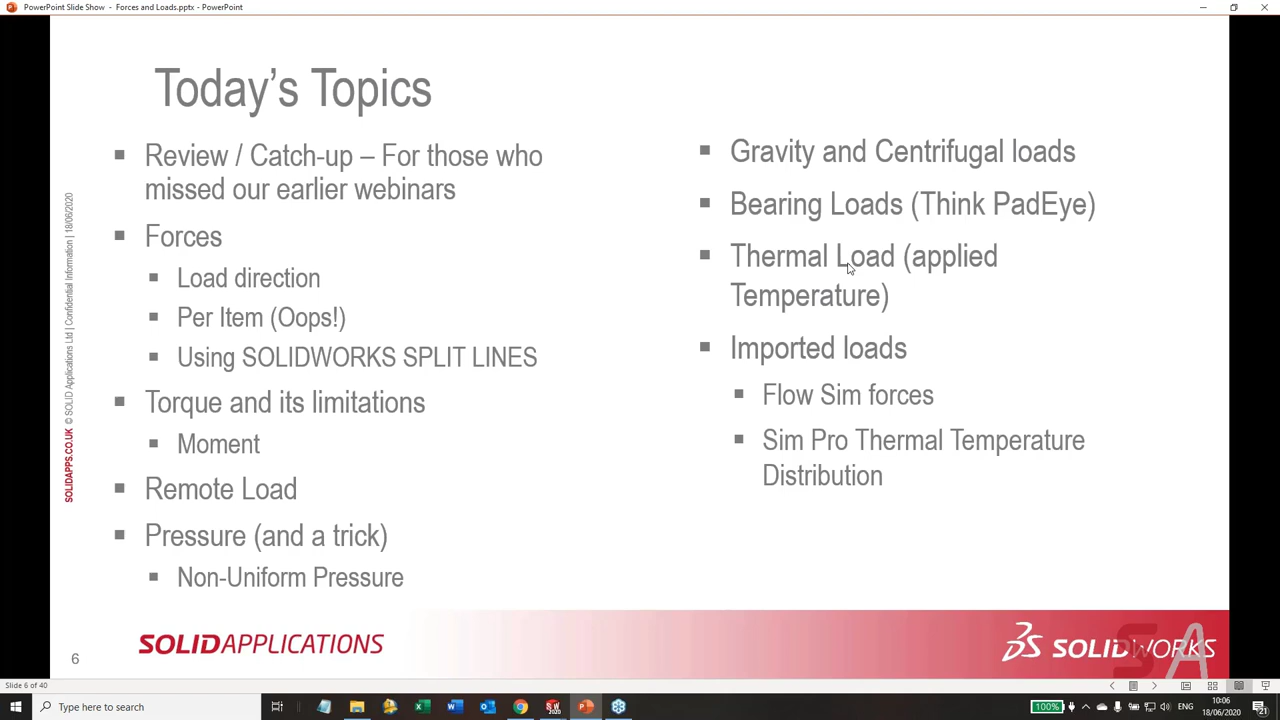 PowerPoint Slide Show - Forces and Loads.pptx - PowerPoint
Today's Topics
Review / Catch-up – For those who
missed our earlier webinars
Forces
Load direction
Per Item (Oops!)
Using SOLIDWORKS SPLIT LINES
Torque and its limitations
Moment
Remote Load
Pressure (and a trick)
Non-Uniform Pressure
Gravity and Centrifugal loads
Bearing Loads (Think PadEye)
Thermal Load (applied
Temperature)
Imported loads
Flow Sim forces
Sim Pro Thermal Temperature
Distribution
SOLIDAPPS.CO.UK © SOLID Applications Ltd | Confidential Information | 18/06/2020
6
SOLIDAPPLICATIONS
SOLIDWORKS
SA
Slide 6 of 40
Type here to search
SW
2020
100%
ENG
10:06
18/06/2020
21